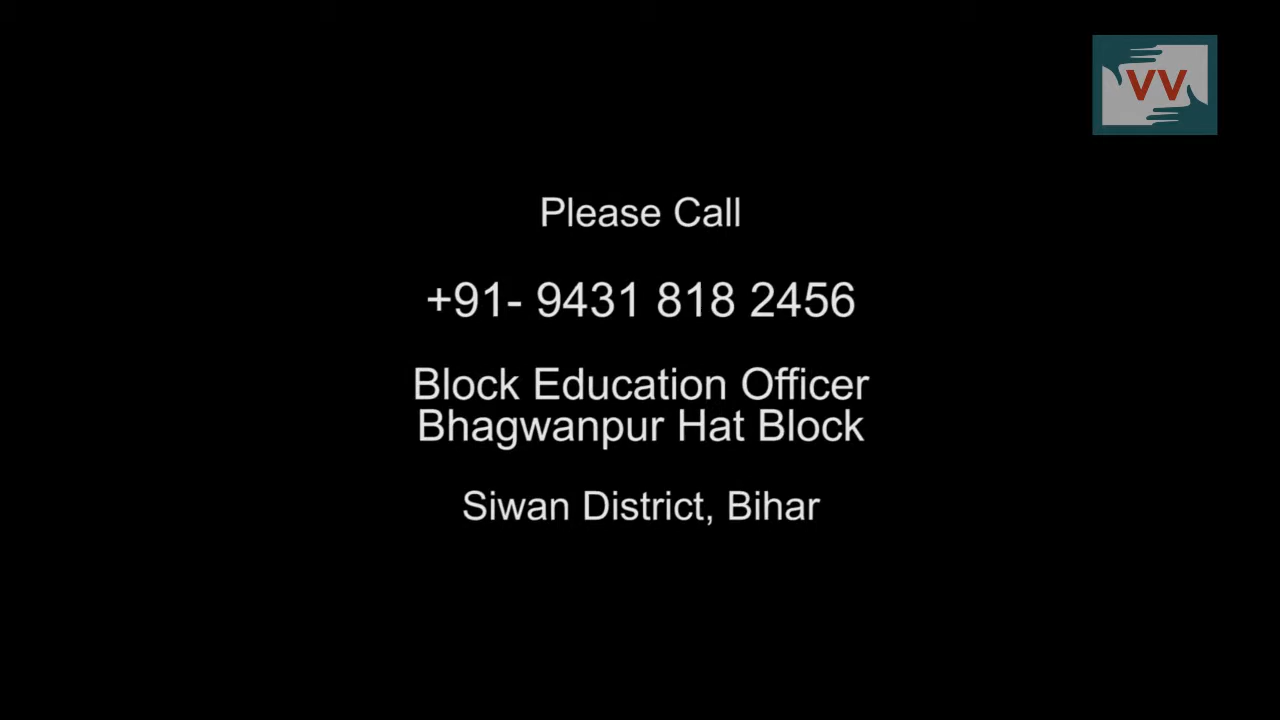 VV
Please Call
+91- 9431 818 2456
Block Education Officer
Bhagwanpur Hat Block
Siwan District, Bihar